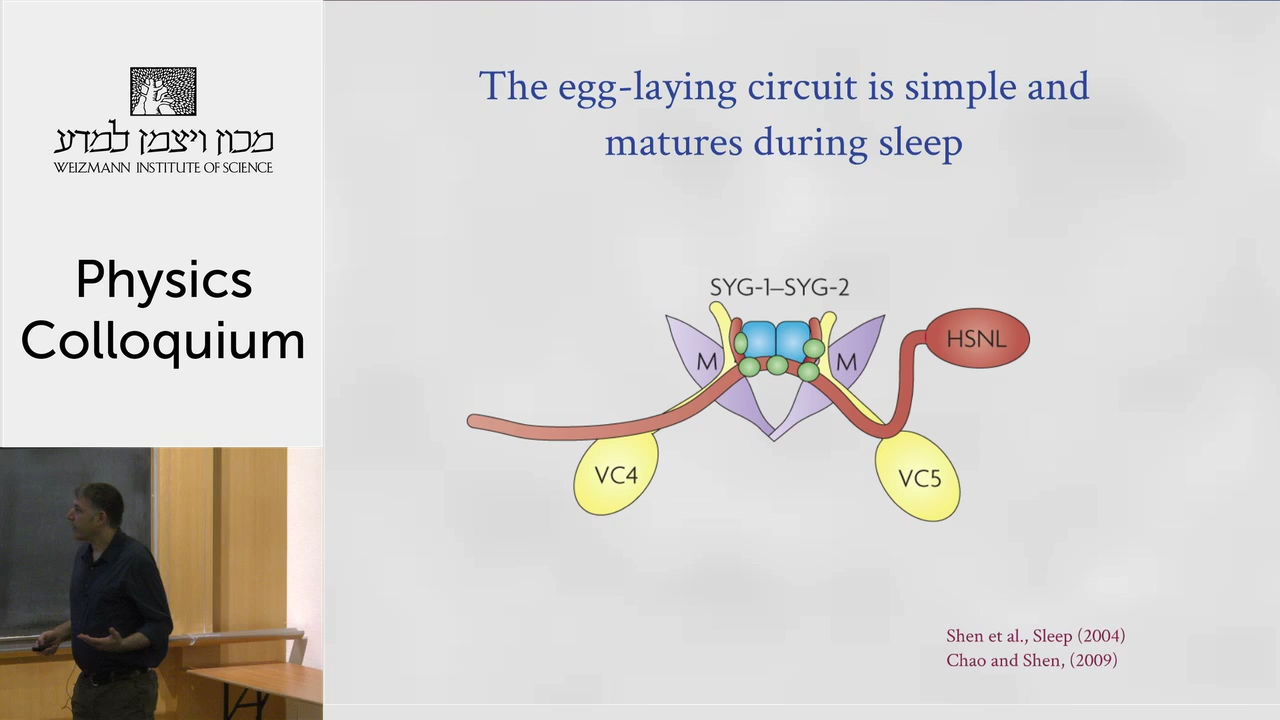 מכון ויצמן למדע
WEIZMANN INSTITUTE OF SCIENCE
Physics
Colloquium
The egg-laying circuit is simple and
matures during sleep
SYG-1–SYG-2
M
M
HSNL
VC4
VC5
Shen et al., Sleep (2004)
Chao and Shen, (2009)